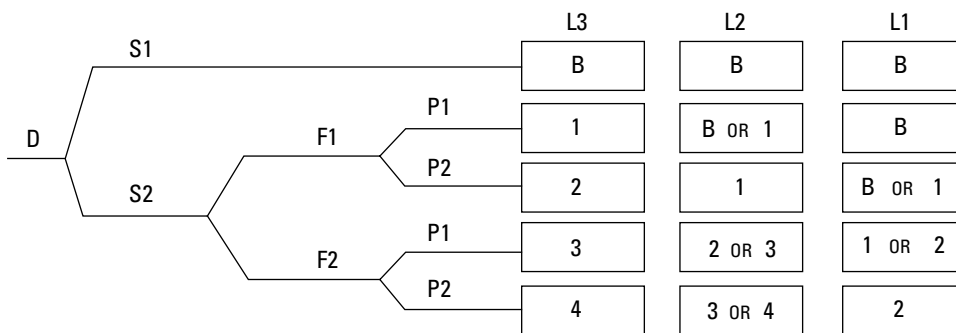 L3 L2 L1
S1 B B B
P1 1 B OR 1 B
D F1
P2 2 1 B OR 1
S2
P1 3 2 OR 3 1 OR 2
F2
P2 4 3 OR 4 2